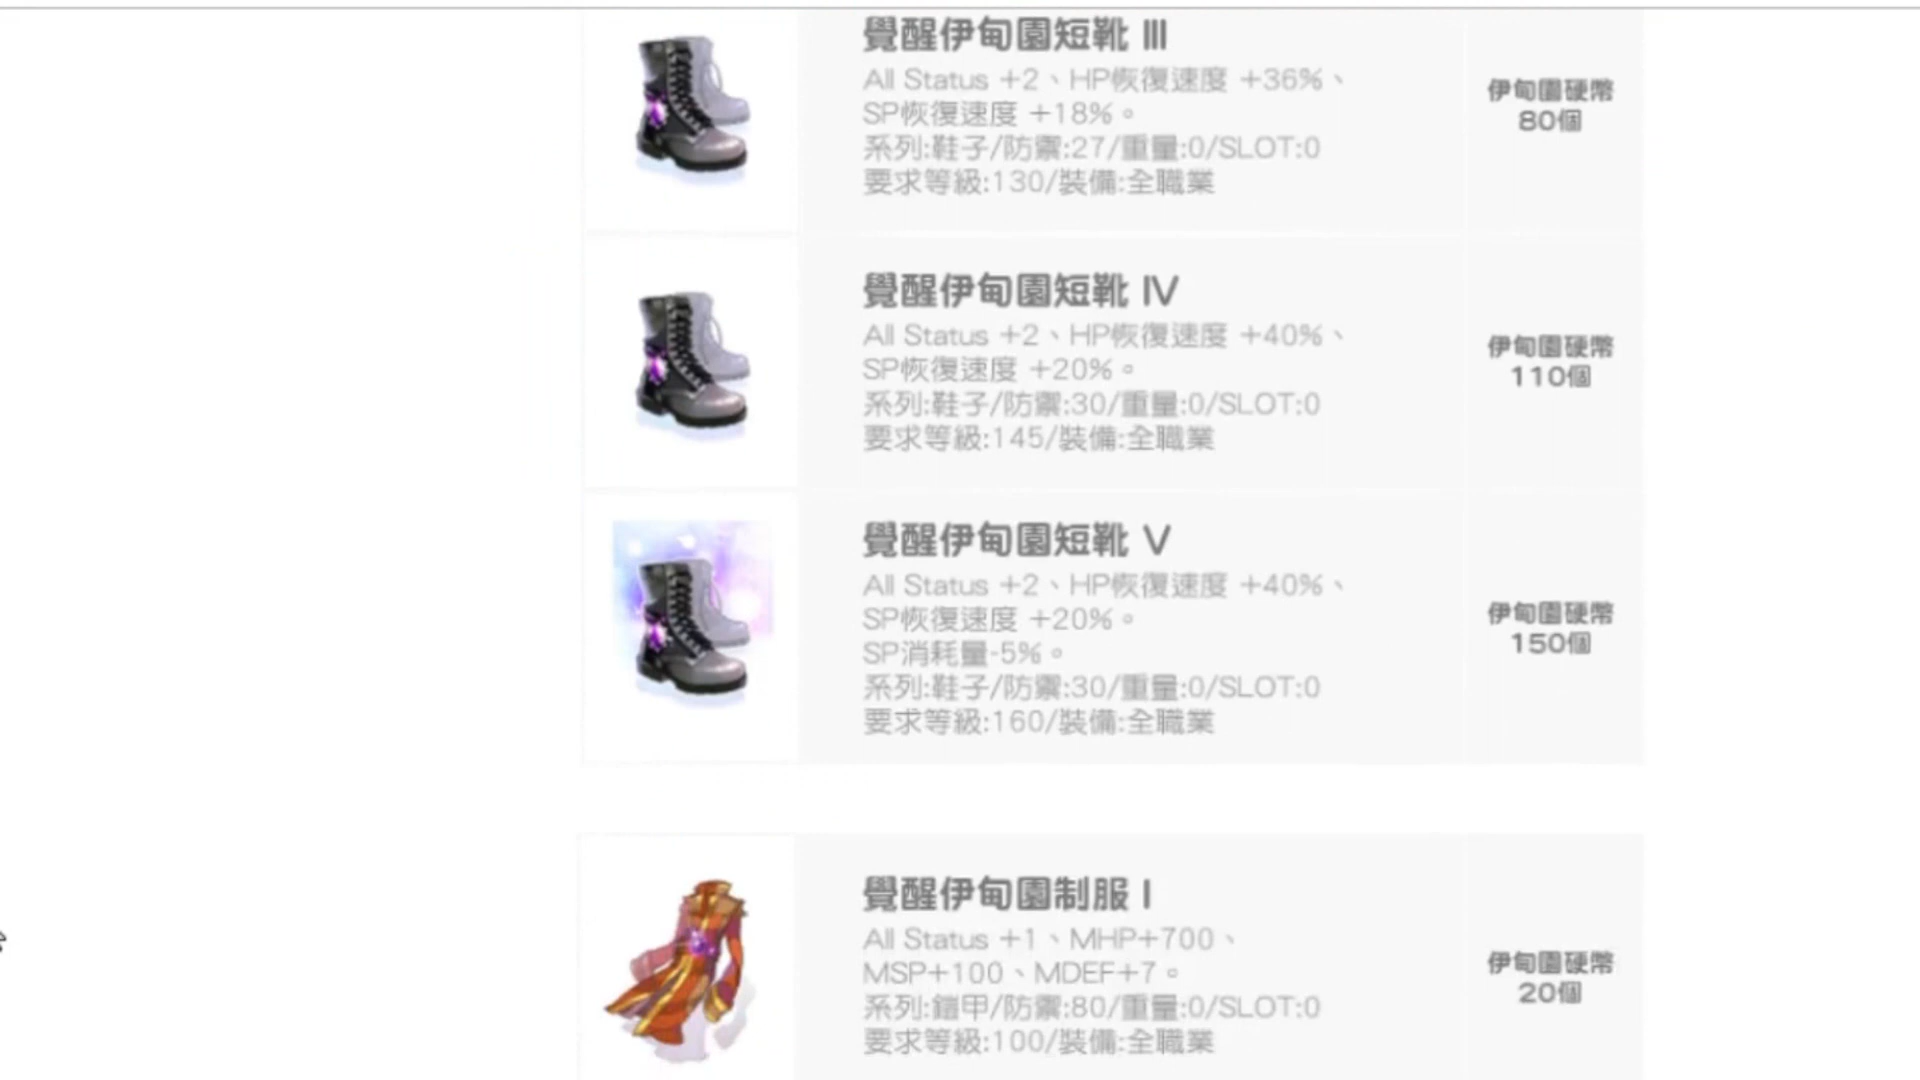 覺醒伊甸園短靴 III
All Status +2、HP恢復速度 +36%、
SP恢復速度 +18%。
系列:鞋子/防禦:27/重量:0/SLOT:0
要求等級:130/裝備:全職業
伊甸園硬幣
80個
覺醒伊甸園短靴 IV
All Status +2、HP恢復速度 +40%、
SP恢復速度 +20%。
系列:鞋子/防禦:30/重量:0/SLOT:0
要求等級:145/裝備:全職業
伊甸園硬幣
110個
覺醒伊甸園短靴 V
All Status +2、HP恢復速度 +40%、
SP恢復速度 +20%。
SP消耗量-5%。
系列:鞋子/防禦:30/重量:0/SLOT:0
要求等級:160/裝備:全職業
伊甸園硬幣
150個
覺醒伊甸園制服 I
All Status +1、MHP+700、
MSP+100、MDEF+7。
系列:鎧甲/防禦:80/重量:0/SLOT:0
要求等級:100/裝備:全職業
伊甸園硬幣
20個